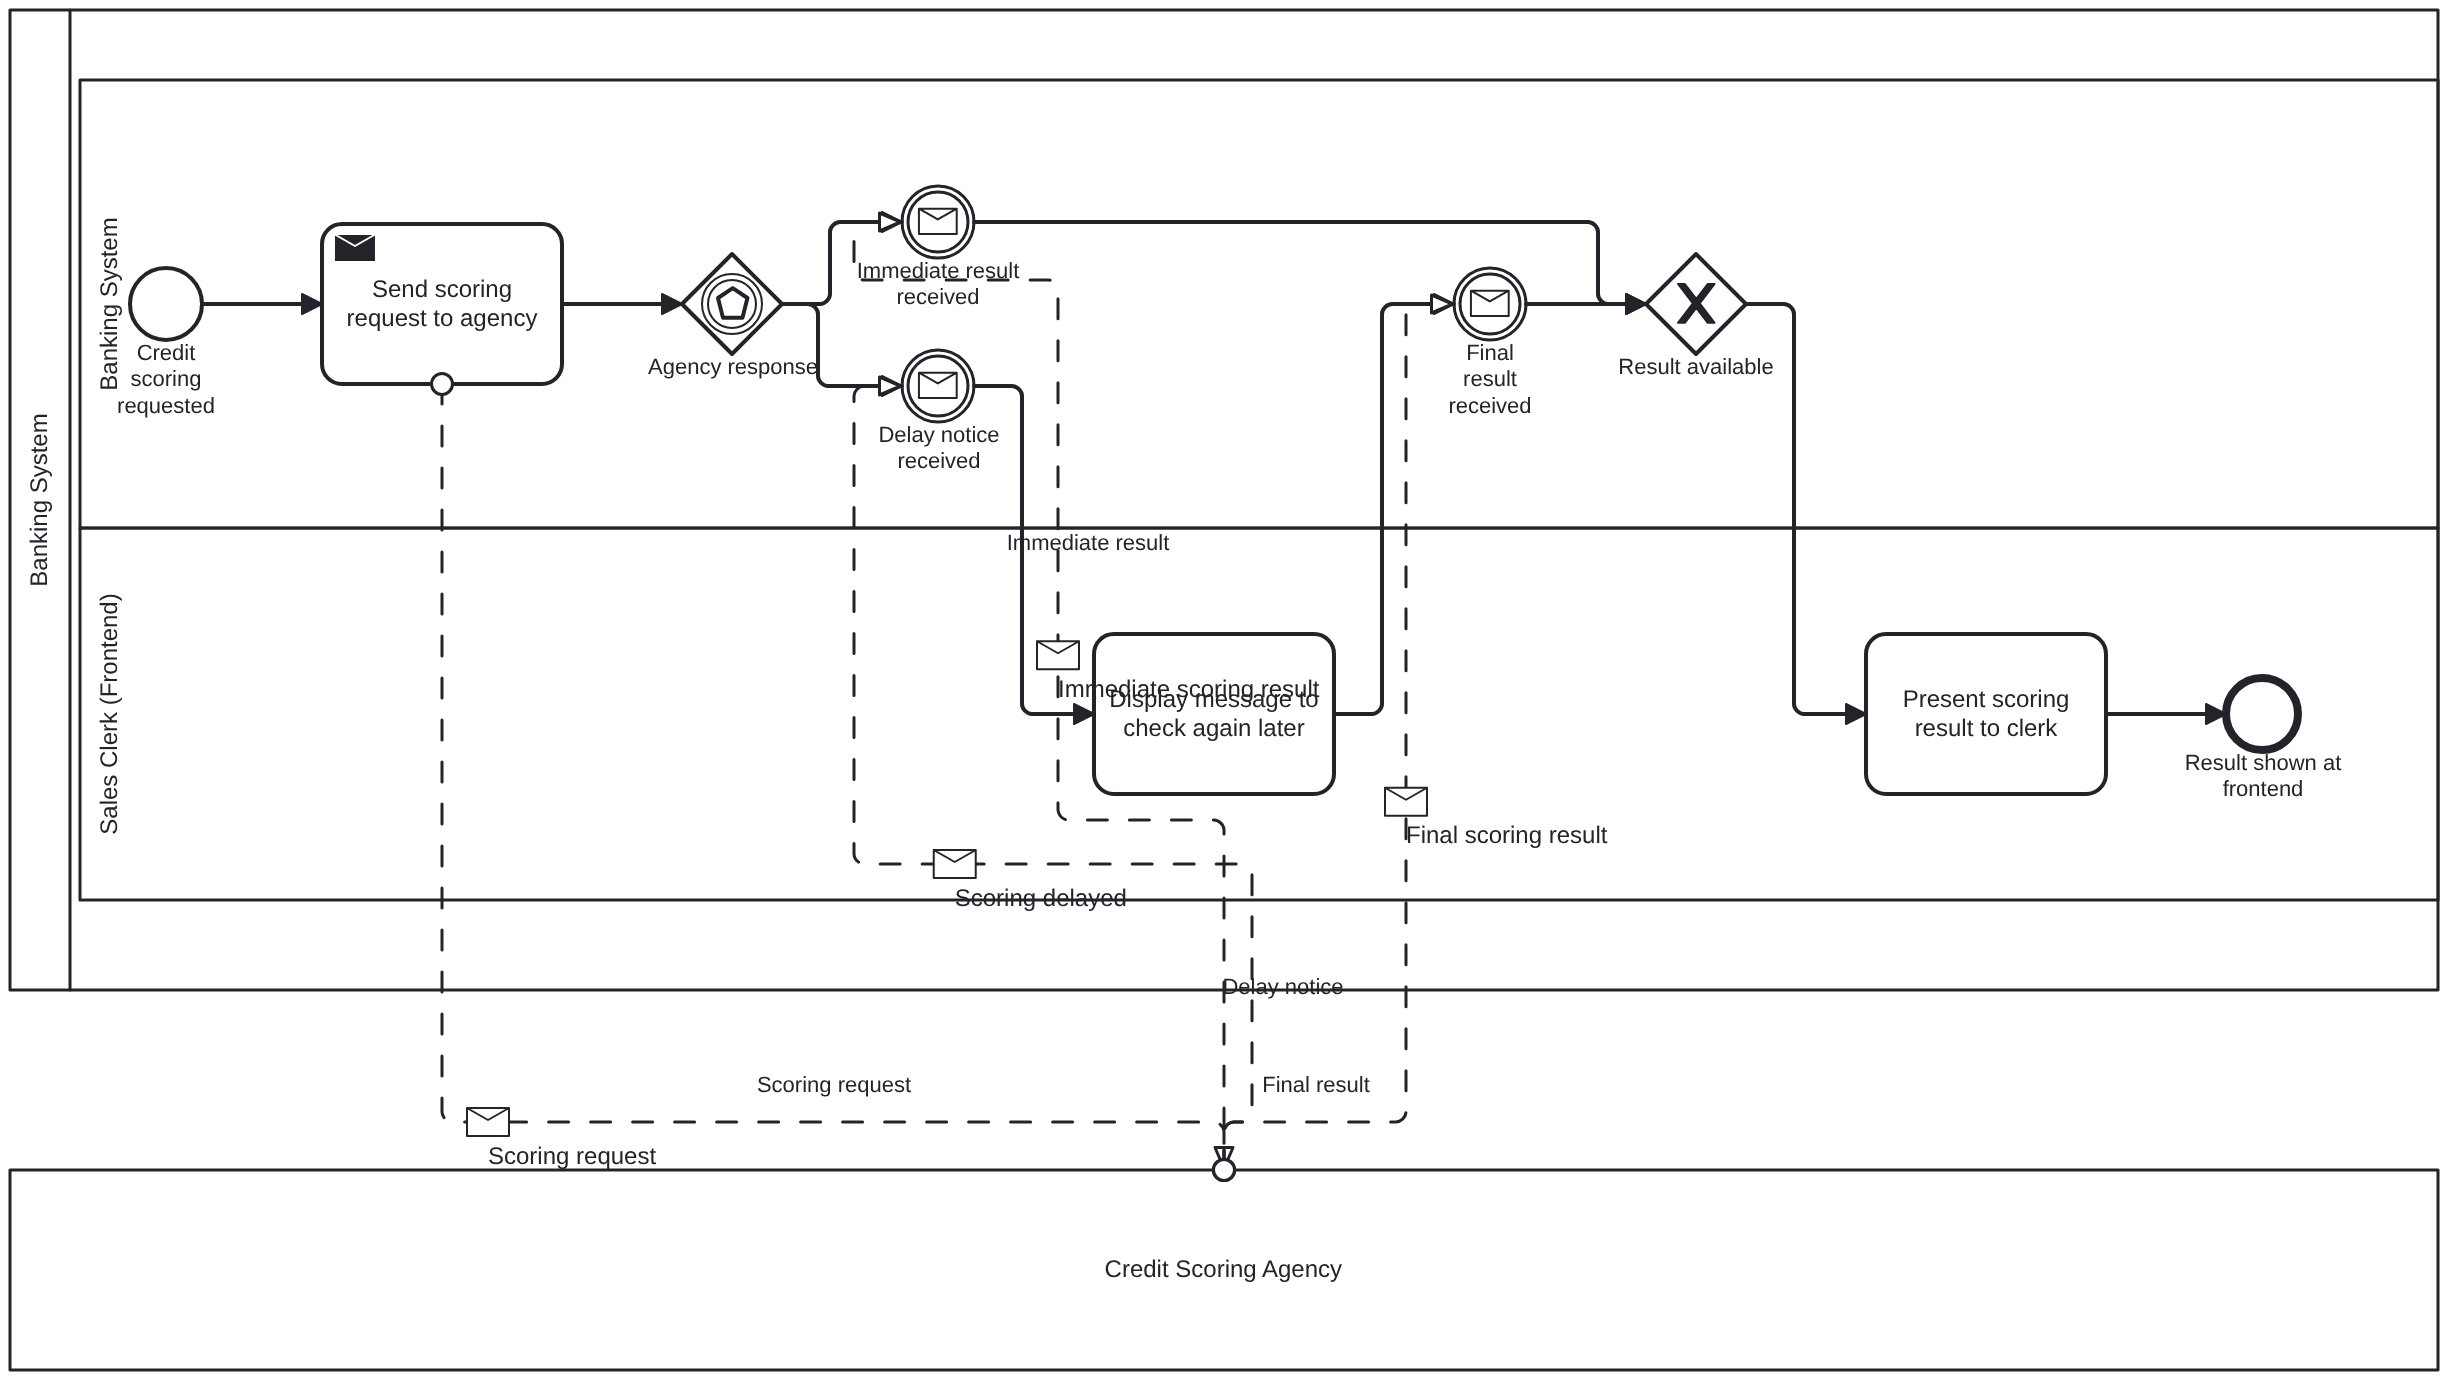 Banking System
Banking System
Sales Clerk (Frontend)
Credit
scoring
requested
Send scoring
request to agency
Agency response
Immediate result
received
Delay notice
received
Final
result
received
Result available
Immediate result
Immediate scoring result
Display message to
check again later
Present scoring
result to clerk
Result shown at
frontend
Final scoring result
Scoring delayed
Delay notice
Scoring request
Final result
Scoring request
Credit Scoring Agency